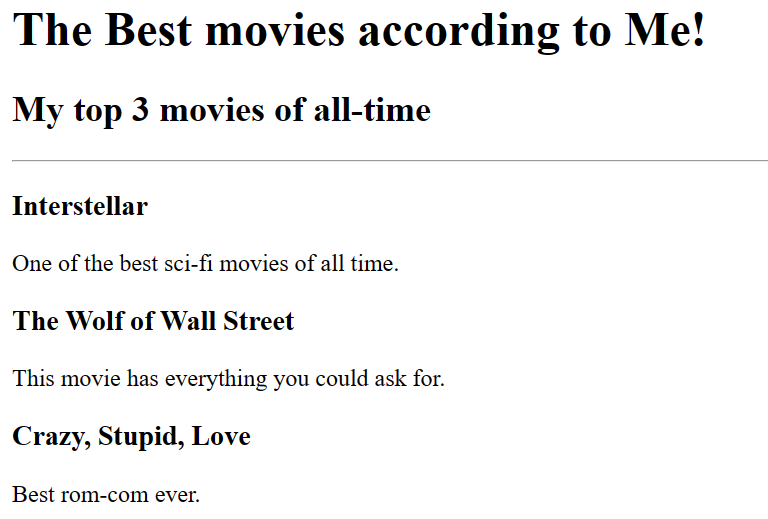 The Best movies according to Me!
My top 3 movies of all-time
Interstellar
One of the best sci-fi movies of all time.
The Wolf of Wall Street
This movie has everything you could ask for.
Crazy, Stupid, Love
Best rom-com ever.